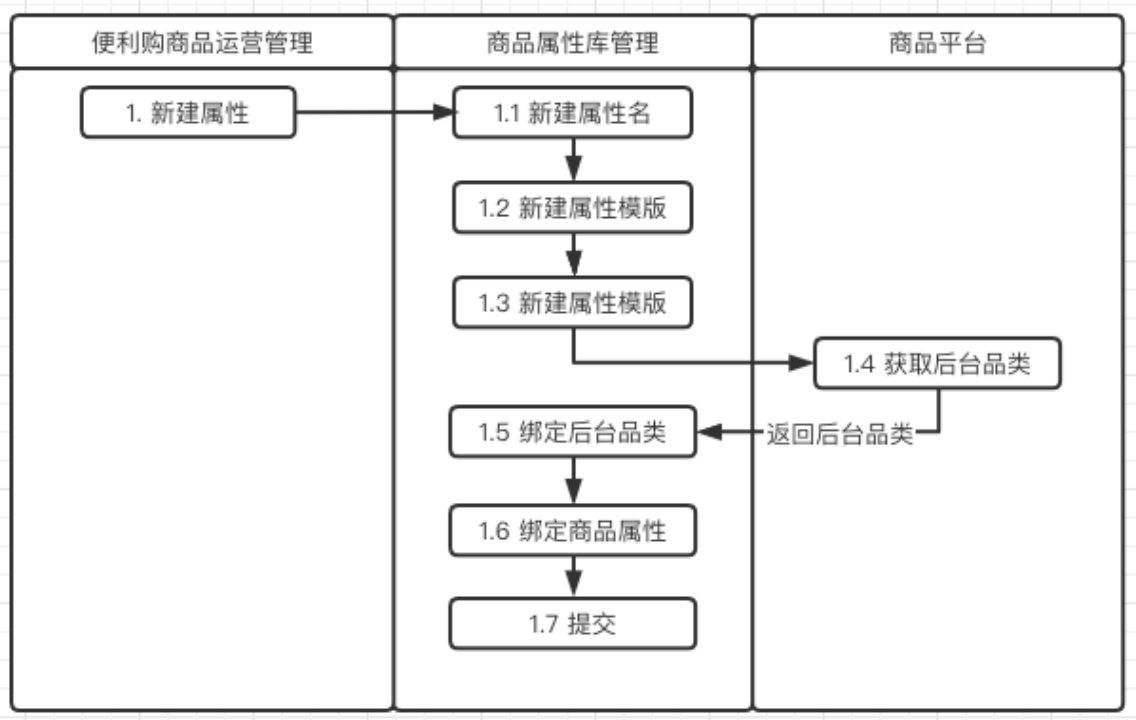 便利购商品运营管理
商品属性库管理
商品平台
1. 新建属性
1.1 新建属性名
1.2 新建属性模版
1.3 新建属性模版
1.4 获取后台品类
1.5 绑定后台品类
返回后台品类
1.6 绑定商品属性
1.7 提交